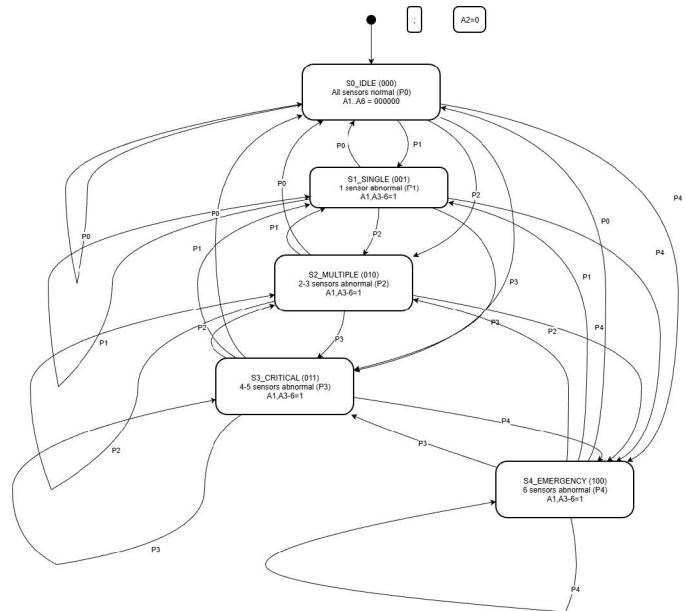 ;
A2=0
S0_IDLE (000)
All sensors normal (P0)
A1..A6 = 000000
P0
P1
S1_SINGLE (001)
1 sensor abnormal (P1)
A1,A3-6=1
P0
P2
P4
P0
P0
P0
P1
P2
P4
P1
P3
S2_MULTIPLE (010)
2-3 sensors abnormal (P2)
A1,A3-6=1
P1
P3
P2
P4
P2
P1
P3
S3_CRITICAL (011)
4-5 sensors abnormal (P3)
A1,A3-6=1
P4
P2
P3
P3
S4_EMERGENCY (100)
6 sensors abnormal (P4)
A1,A3-6=1
P4